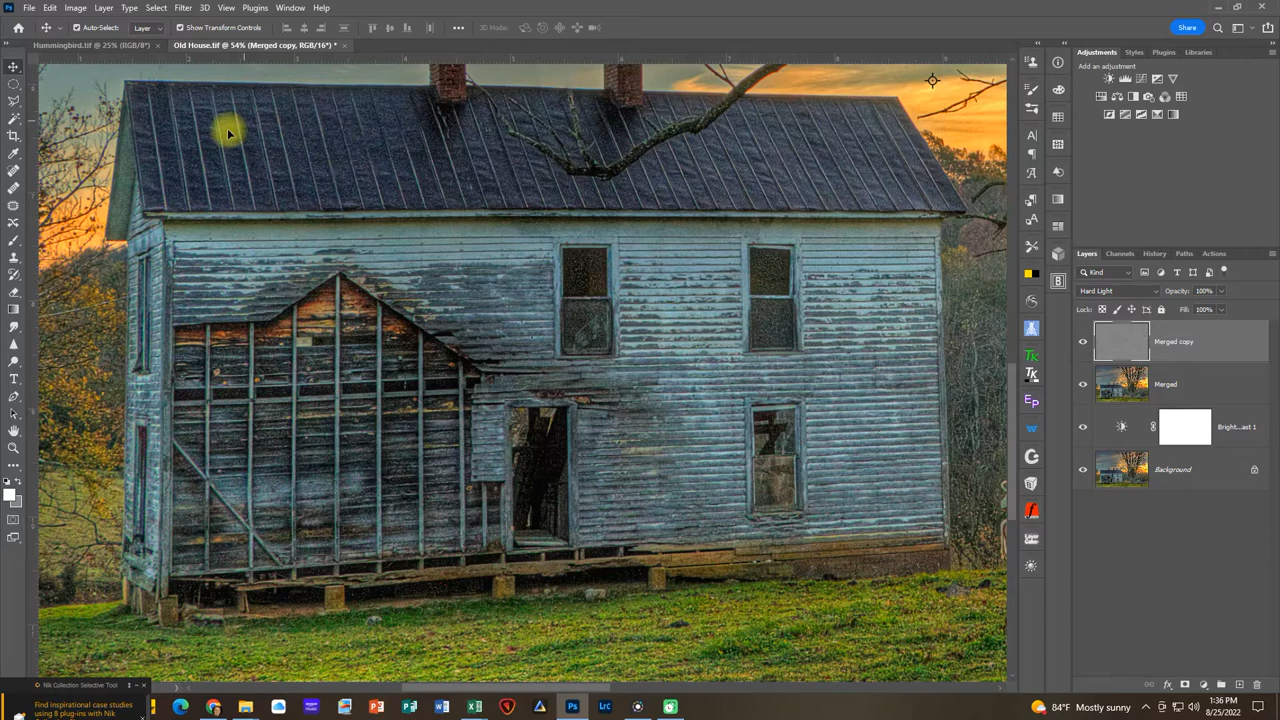 File Edit Image Layer Type Select Filter 3D View Plugins Window Help
Auto-Select: Layer Show Transform Controls 3D Mode: Share
Hummingbird.tif @ 25% (RGB/8*) × Old House.tif @ 54% (Merged copy, RGB/16*) * ×
Adjustments Styles Plugins Libraries
Add an adjustment
Layers Channels History Paths Actions
Kind
Hard Light Opacity: 100%
Lock: Fill: 100%
Merged copy
Merged
Bright...ast 1
Background
Nik Collection Selective Tool
Find inspirational case studies
using 8 plug-ins with Nik
84°F Mostly sunny
1:36 PM
8/25/2022